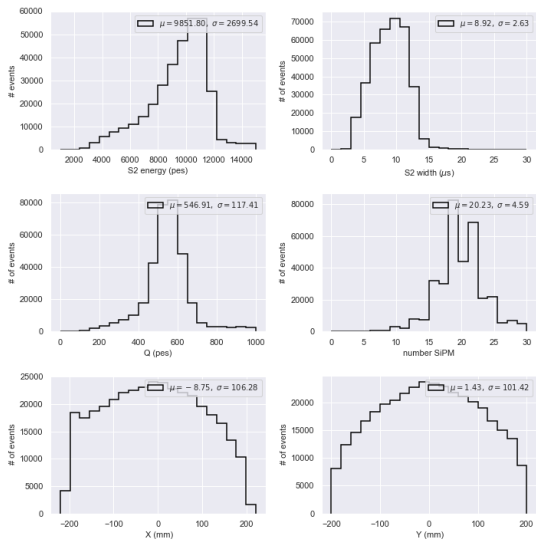 60000
50000
40000
30000
20000
10000
0
# of events
μ=9851.80, σ=2699.54
2000 4000 6000 8000 10000 12000 14000
S2 energy (pes)
70000
60000
50000
40000
30000
20000
10000
0
# of events
μ=8.92, σ=2.63
0 5 10 15 20 25 30
S2 width (μs)
80000
60000
40000
20000
0
# of events
μ=546.91, σ=117.41
0 200 400 600 800 1000
Q (pes)
80000
60000
40000
20000
0
# of events
μ=20.23, σ=4.59
0 5 10 15 20 25 30
number SiPM
25000
20000
15000
10000
5000
0
# of events
μ=−8.75, σ=106.28
−200 −100 0 100 200
X (mm)
20000
15000
10000
5000
0
# of events
μ=1.43, σ=101.42
−200 −100 0 100 200
Y (mm)